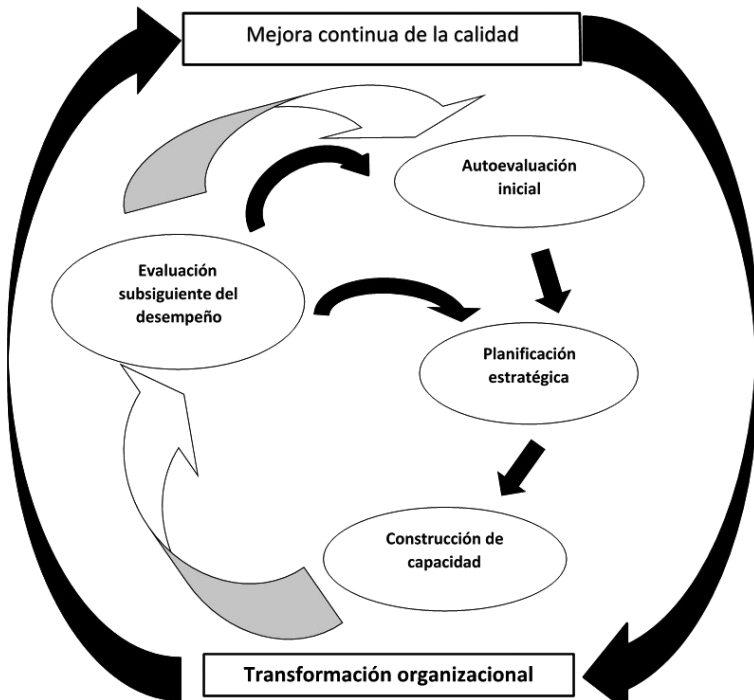 Mejora continua de la calidad
Autoevaluación
inicial
Evaluación
subsiguiente del
desempeño
Planificación
estratégica
Construcción de
capacidad
Transformación organizacional